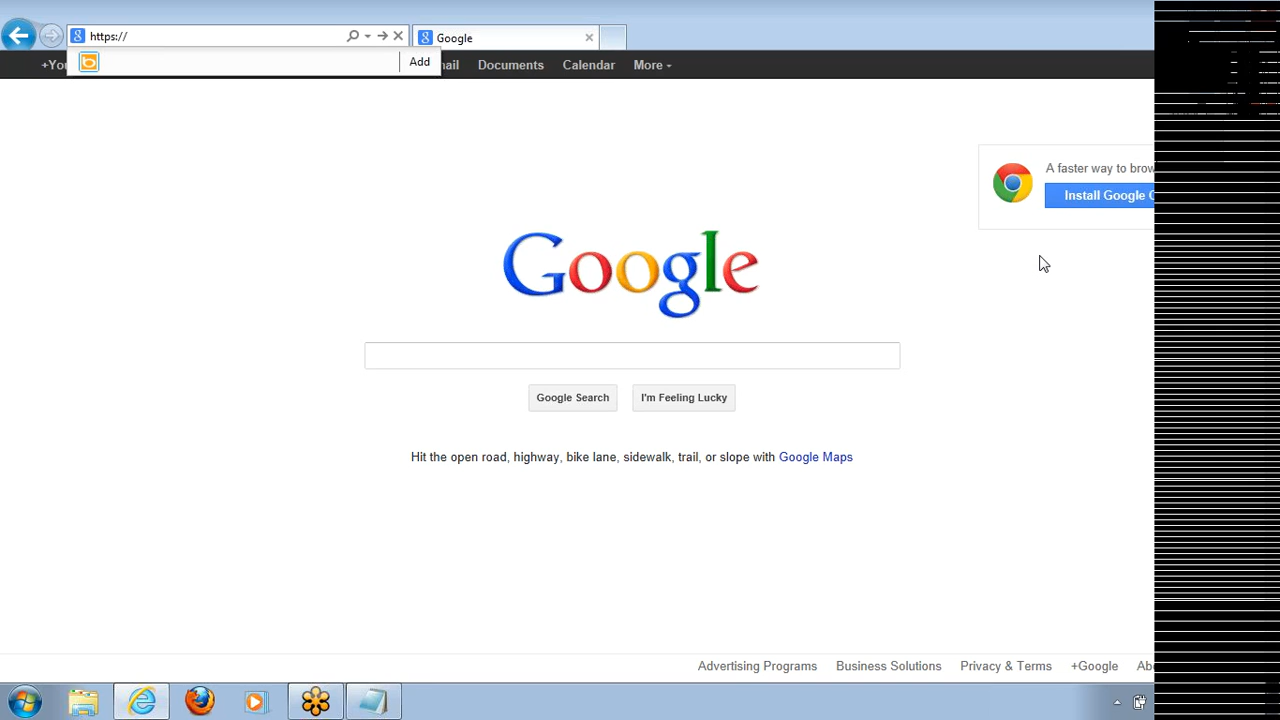 https://
Google
Add
+You
mail Documents Calendar More
A faster way to brow
Install Google C
Google
Google Search I'm Feeling Lucky
Hit the open road, highway, bike lane, sidewalk, trail, or slope with Google Maps
Advertising Programs Business Solutions Privacy & Terms +Google Ab